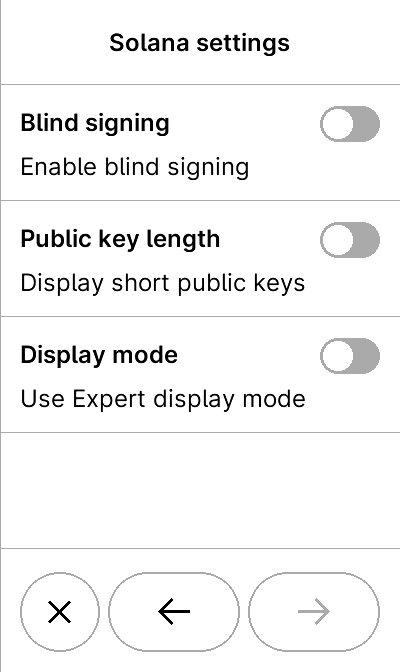 Solana settings
Blind signing
Enable blind signing
Public key length
Display short public keys
Display mode
Use Expert display mode